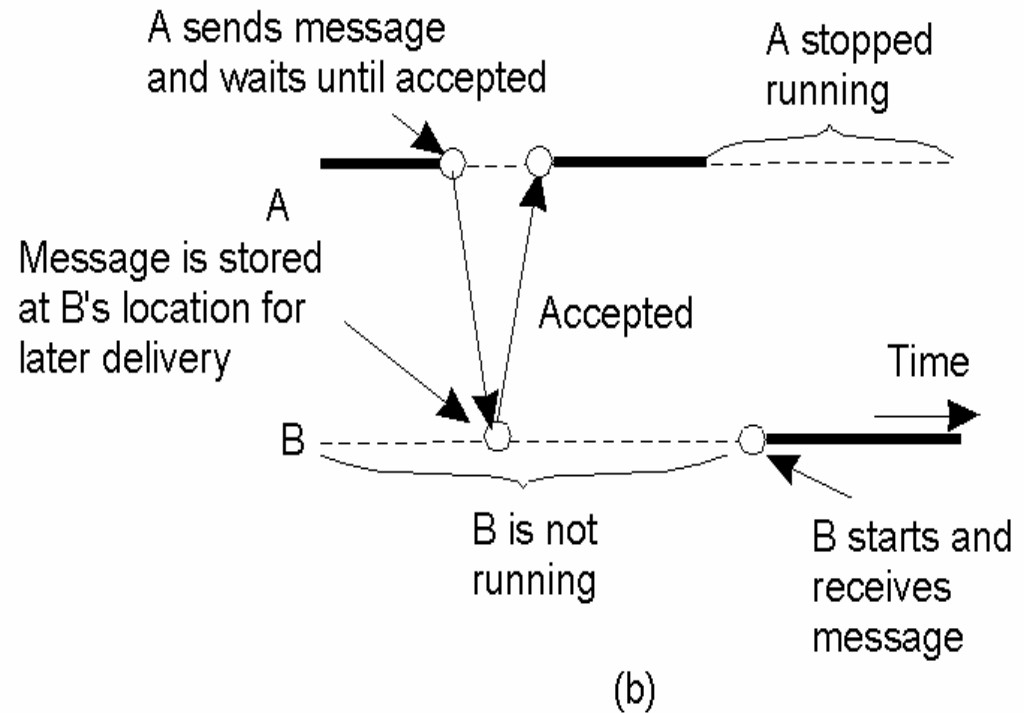 A sends message
and waits until accepted
A stopped
running
A
Message is stored
at B's location for
later delivery
Accepted
Time
B
B is not
running
B starts and
receives
message
(b)